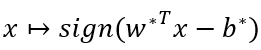 x ↦ sign(w*ᵀx − b*)